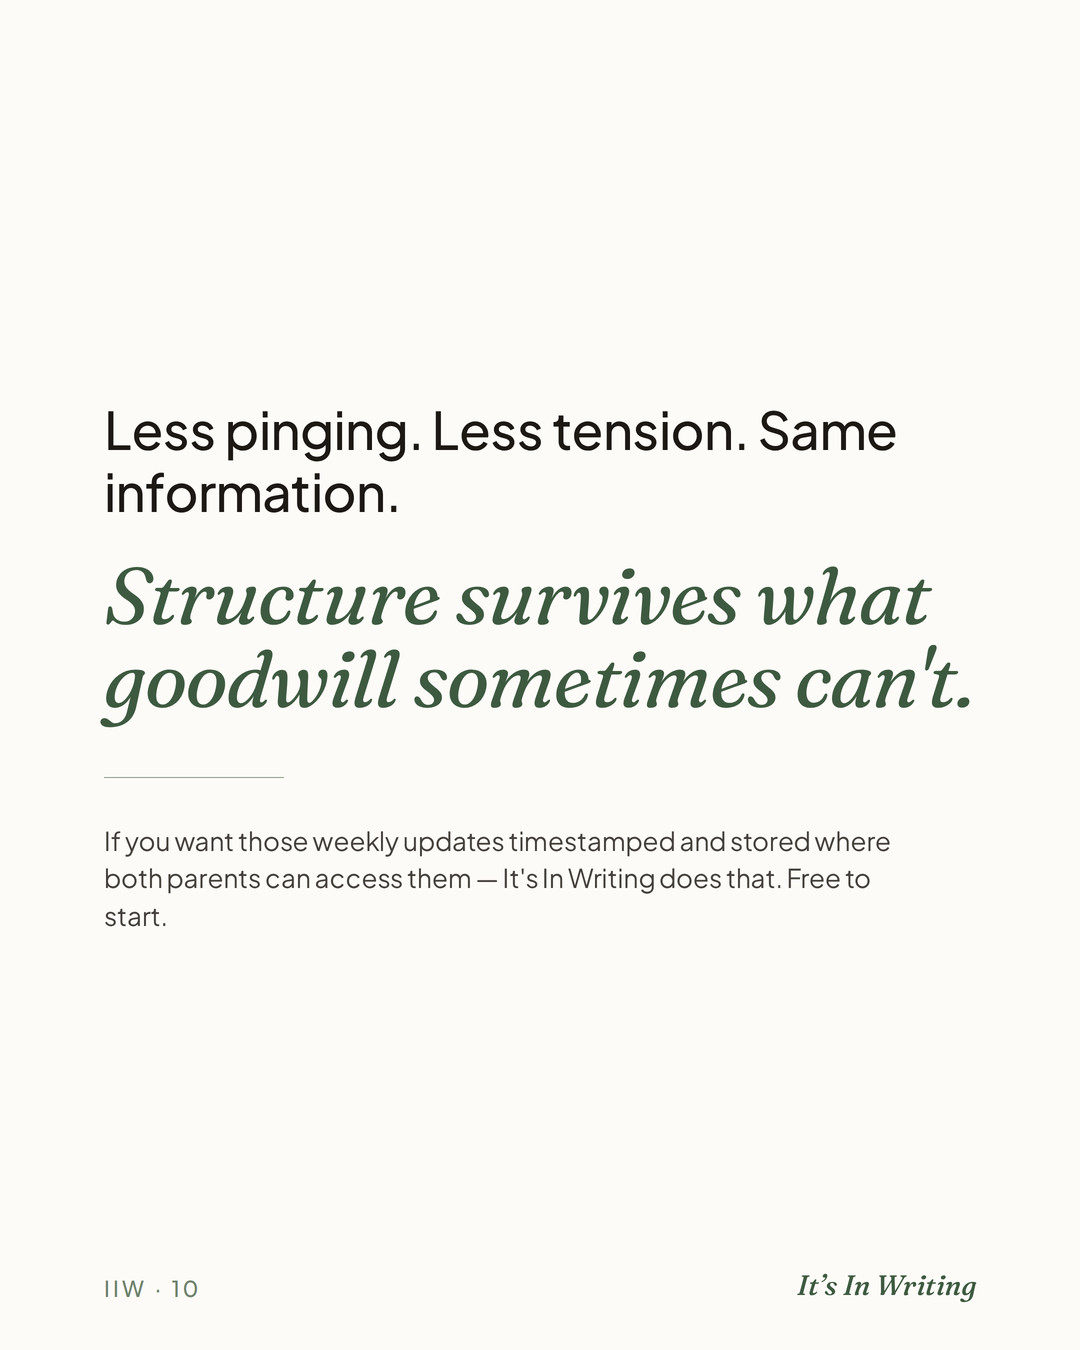 Less pinging. Less tension. Same
information.
Structure survives what
goodwill sometimes can't.
If you want those weekly updates timestamped and stored where
both parents can access them — It's In Writing does that. Free to
start.
IIW · 10
It’s In Writing